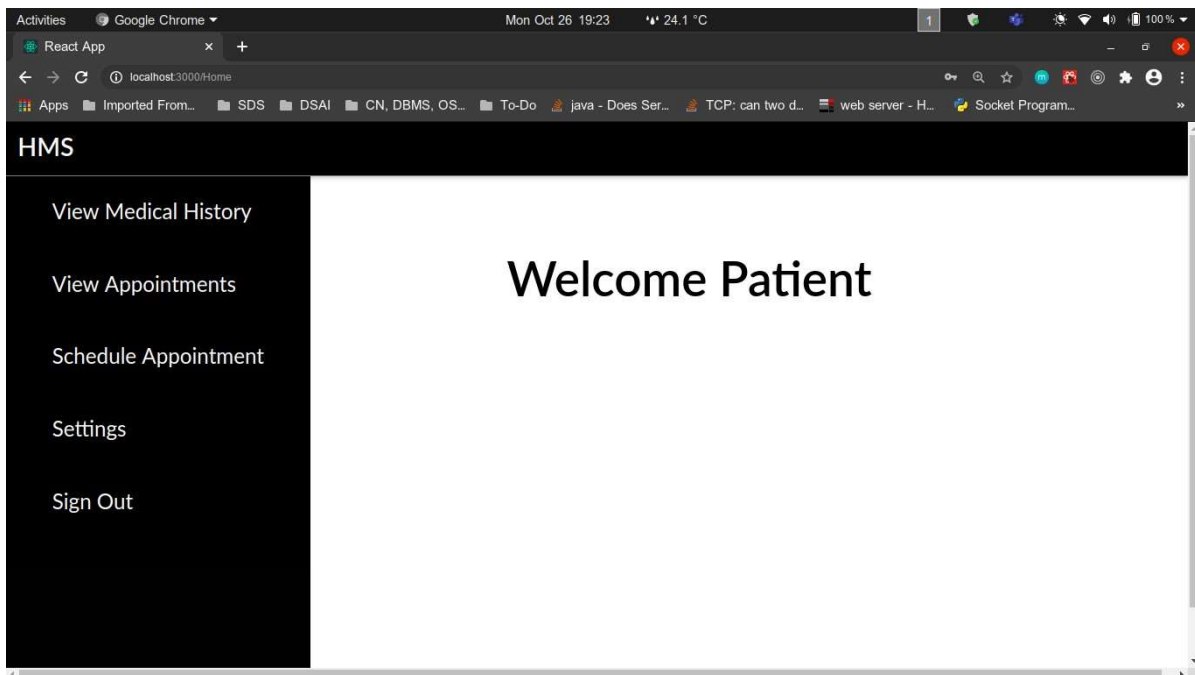 Activities Google Chrome Mon Oct 26 19:23 24.1 °C 1 100 %
React App
localhost:3000/Home
Apps Imported From... SDS DSAI CN, DBMS, OS... To-Do java - Does Ser... TCP: can two d... web server - H... Socket Program... »
HMS
View Medical History
Welcome Patient
View Appointments
Schedule Appointment
Settings
Sign Out